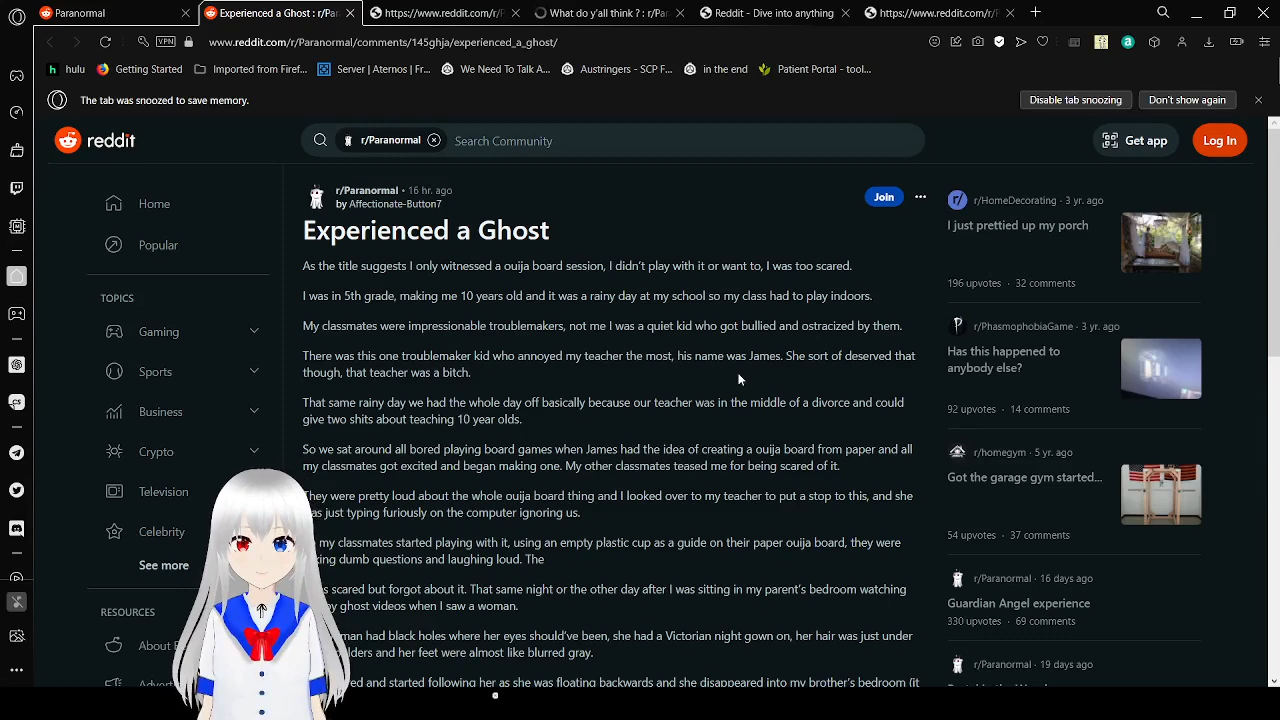 Paranormal
Experienced a Ghost : r/Par
https://www.reddit.com/r/P
What do y'all think ? : r/Par
Reddit - Dive into anything
https://www.reddit.com/r/P
VPN
www.reddit.com/r/Paranormal/comments/145ghja/experienced_a_ghost/
h hulu
Getting Started
Imported from Firef...
Server | Aternos | Fr...
We Need To Talk A...
Austringers - SCP F...
in the end
Patient Portal - tool...
The tab was snoozed to save memory.
Disable tab snoozing
Don't show again
reddit
r/Paranormal
Search Community
Get app
Log In
Home
Popular
TOPICS
Gaming
Sports
Business
Crypto
Television
Celebrity
See more
RESOURCES
About
Advert
r/Paranormal • 16 hr. ago
by Affectionate-Button7
Join
Experienced a Ghost
As the title suggests I only witnessed a ouija board session, I didn't play with it or want to, I was too scared.
I was in 5th grade, making me 10 years old and it was a rainy day at my school so my class had to play indoors.
My classmates were impressionable troublemakers, not me I was a quiet kid who got bullied and ostracized by them.
There was this one troublemaker kid who annoyed my teacher the most, his name was James. She sort of deserved that
though, that teacher was a bitch.
That same rainy day we had the whole day off basically because our teacher was in the middle of a divorce and could
give two shits about teaching 10 year olds.
So we sat around all bored playing board games when James had the idea of creating a ouija board from paper and all
my classmates got excited and began making one. My other classmates teased me for being scared of it.
They were pretty loud about the whole ouija board thing and I looked over to my teacher to put a stop to this, and she
as just typing furiously on the computer ignoring us.
my classmates started playing with it, using an empty plastic cup as a guide on their paper ouija board, they were
king dumb questions and laughing loud. The
s scared but forgot about it. That same night or the other day after I was sitting in my parent's bedroom watching
y ghost videos when I saw a woman.
man had black holes where her eyes should've been, she had a Victorian night gown on, her hair was just under
lders and her feet were almost like blurred gray.
ed and started following her as she was floating backwards and she disappeared into my brother's bedroom (it
r/HomeDecorating • 3 yr. ago
I just prettied up my porch
196 upvotes • 32 comments
r/PhasmophobiaGame • 3 yr. ago
Has this happened to
anybody else?
92 upvotes • 14 comments
r/homegym • 5 yr. ago
Got the garage gym started...
54 upvotes • 37 comments
r/Paranormal • 16 days ago
Guardian Angel experience
330 upvotes • 69 comments
r/Paranormal • 19 days ago